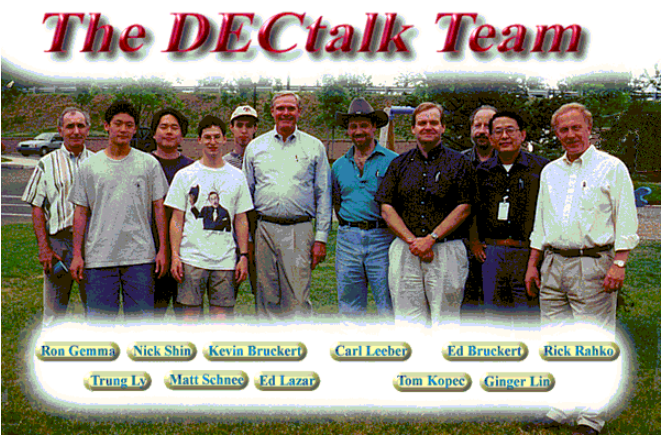 The DECtalk Team
Ron Gemma Nick Shin Kevin Bruckert Carl Leeber Ed Bruckert Rick Rahko
Trung Ly Matt Schnee Ed Lazar Tom Kopec Ginger Lin